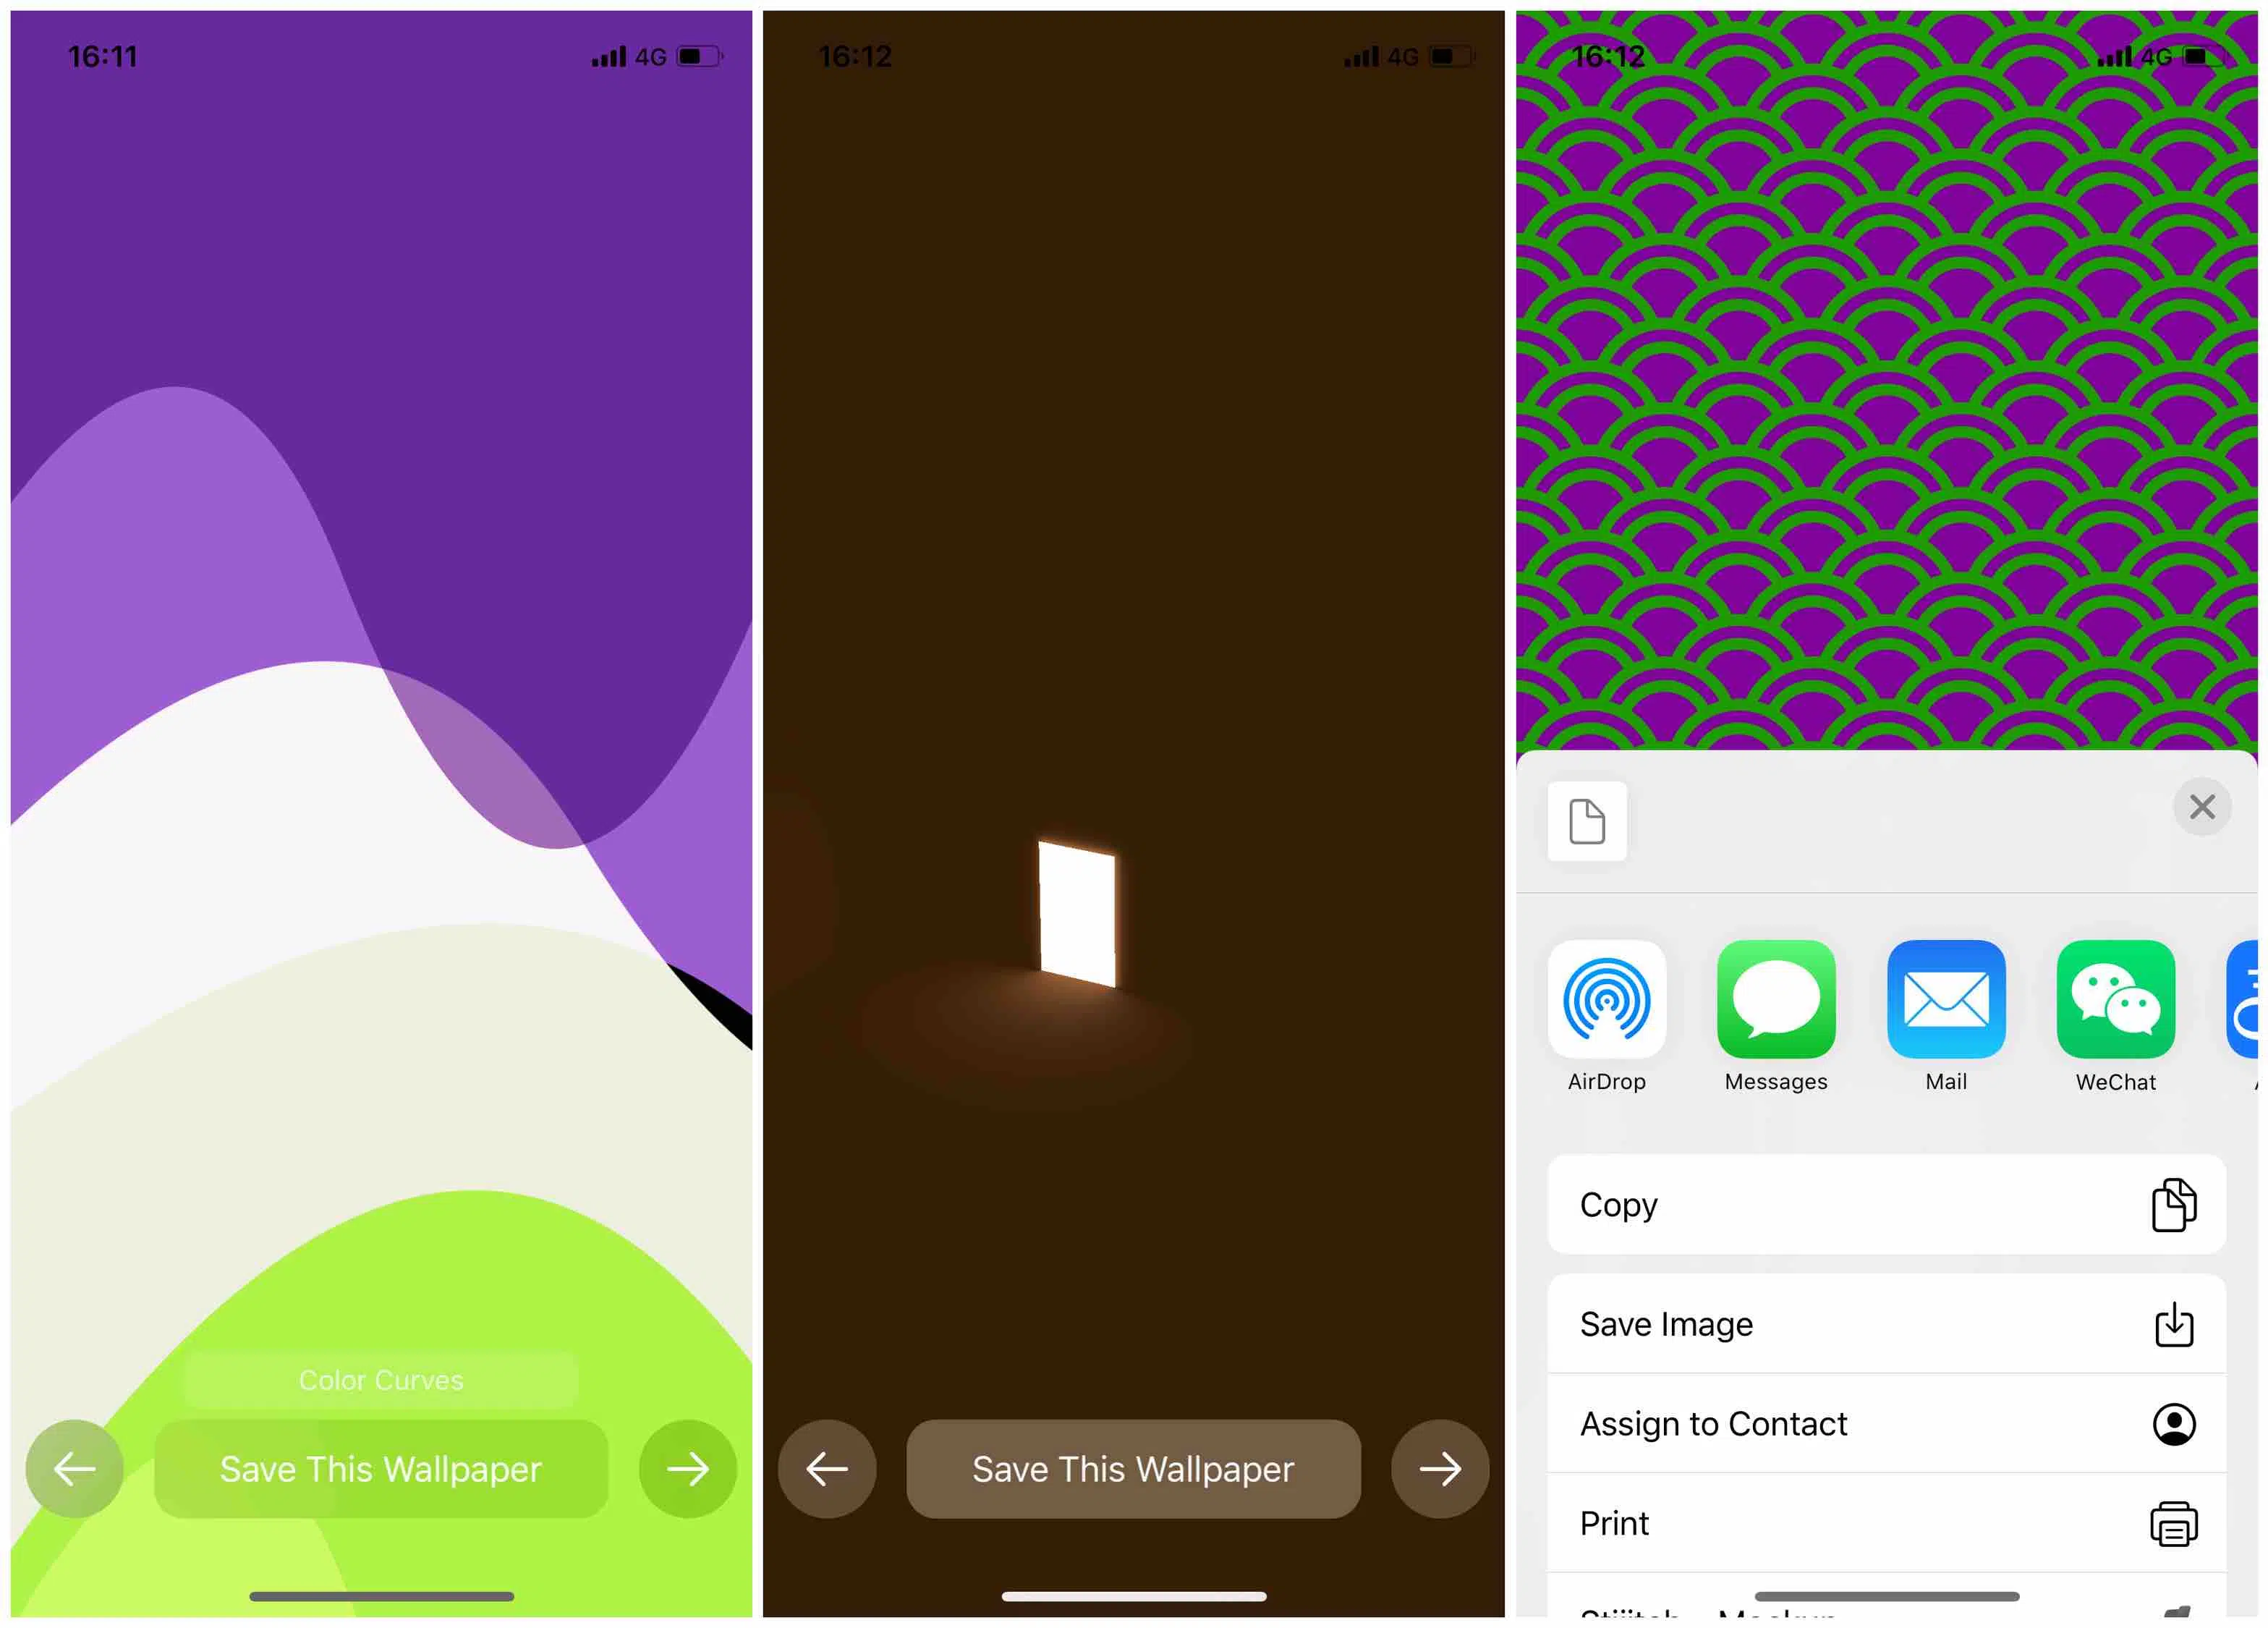 16:11
4G
Color Curves
Save This Wallpaper
16:12
4G
Save This Wallpaper
16:12
4G
AirDrop
Messages
Mail
WeChat
Copy
Save Image
Assign to Contact
Print